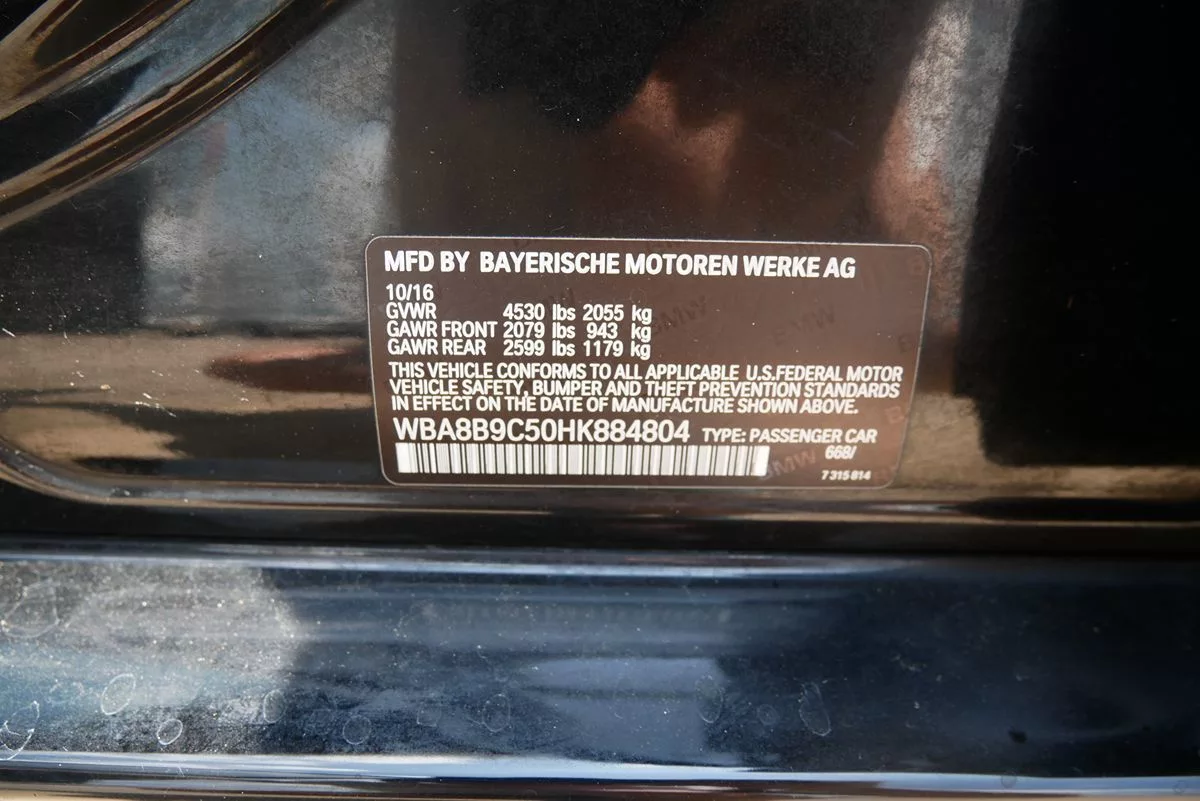 MFD BY BAYERISCHE MOTOREN WERKE AG
10/16
GVWR 4530 lbs 2055 kg
GAWR FRONT 2079 lbs 943 kg
GAWR REAR 2599 lbs 1179 kg
THIS VEHICLE CONFORMS TO ALL APPLICABLE U.S.FEDERAL MOTOR
VEHICLE SAFETY, BUMPER AND THEFT PREVENTION STANDARDS
IN EFFECT ON THE DATE OF MANUFACTURE SHOWN ABOVE.
WBA8B9C50HK884804 TYPE: PASSENGER CAR
668/
7 315 814